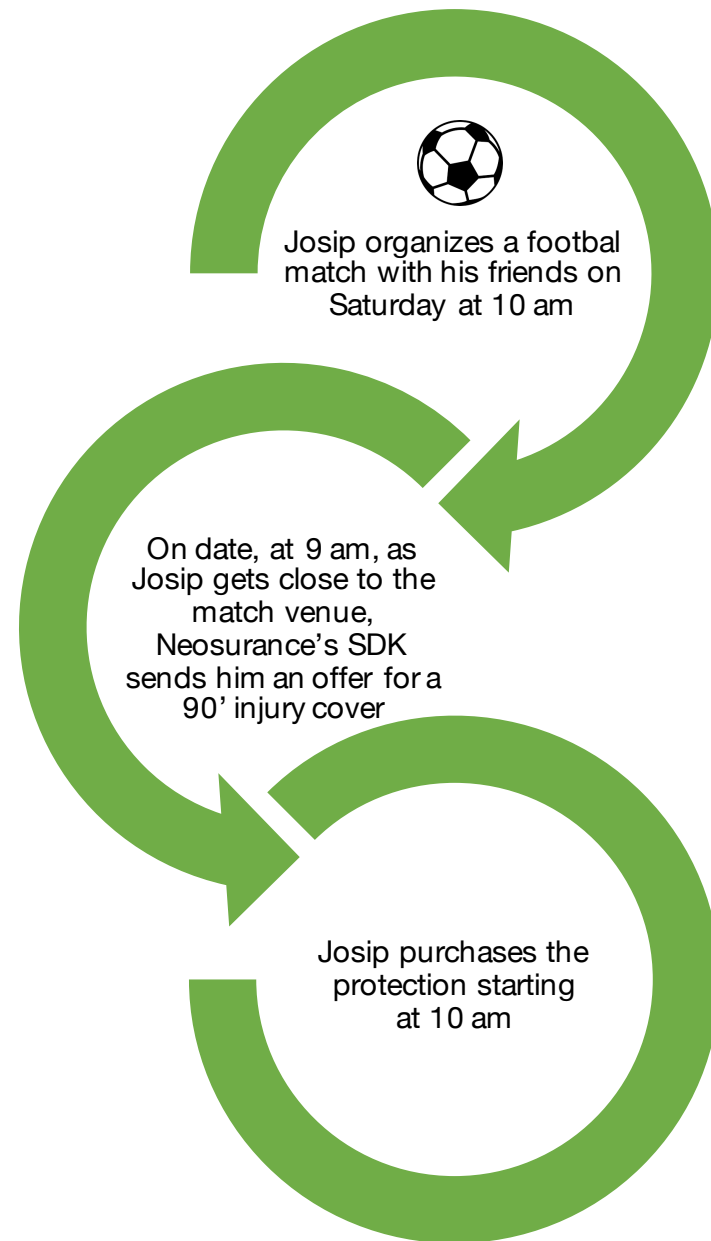 Josip organizes a footbal
match with his friends on
Saturday at 10 am
On date, at 9 am, as
Josip gets close to the
match venue,
Neosurance’s SDK
sends him an offer for a
90’ injury cover
Josip purchases the
protection starting
at 10 am